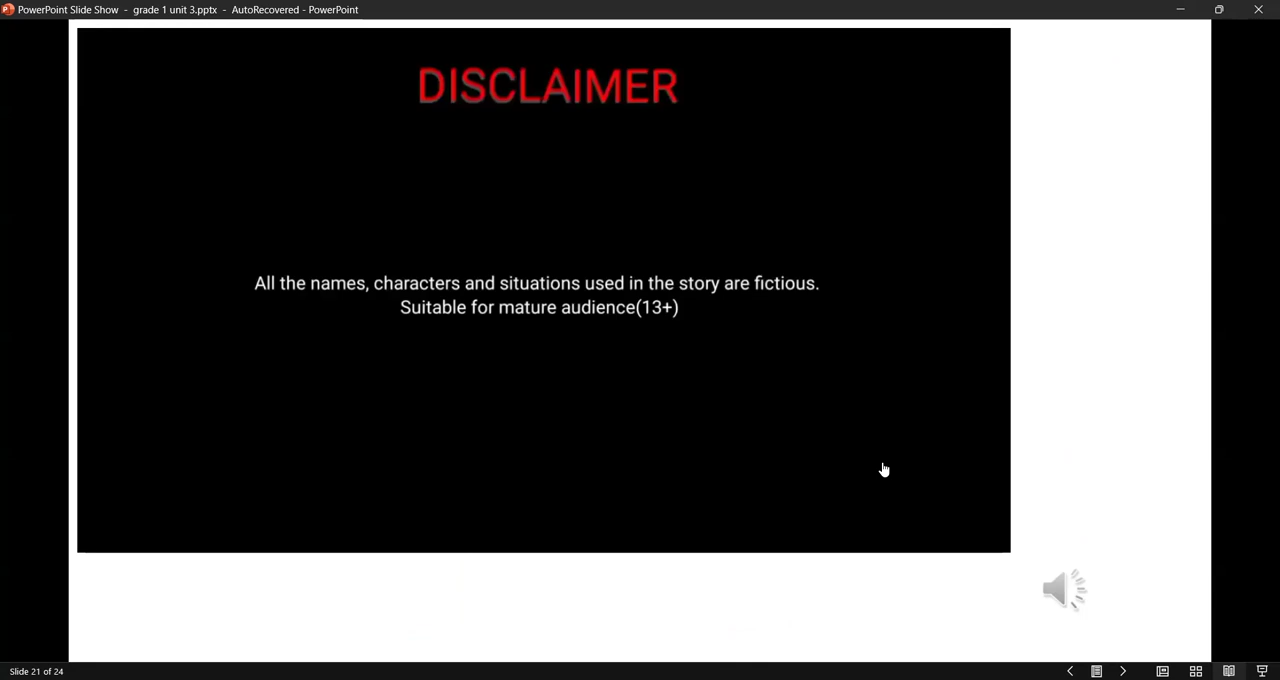 PowerPoint Slide Show - grade 1 unit 3.pptx - AutoRecovered - PowerPoint
DISCLAIMER
All the names, characters and situations used in the story are fictious.
Suitable for mature audience(13+)
Slide 21 of 24